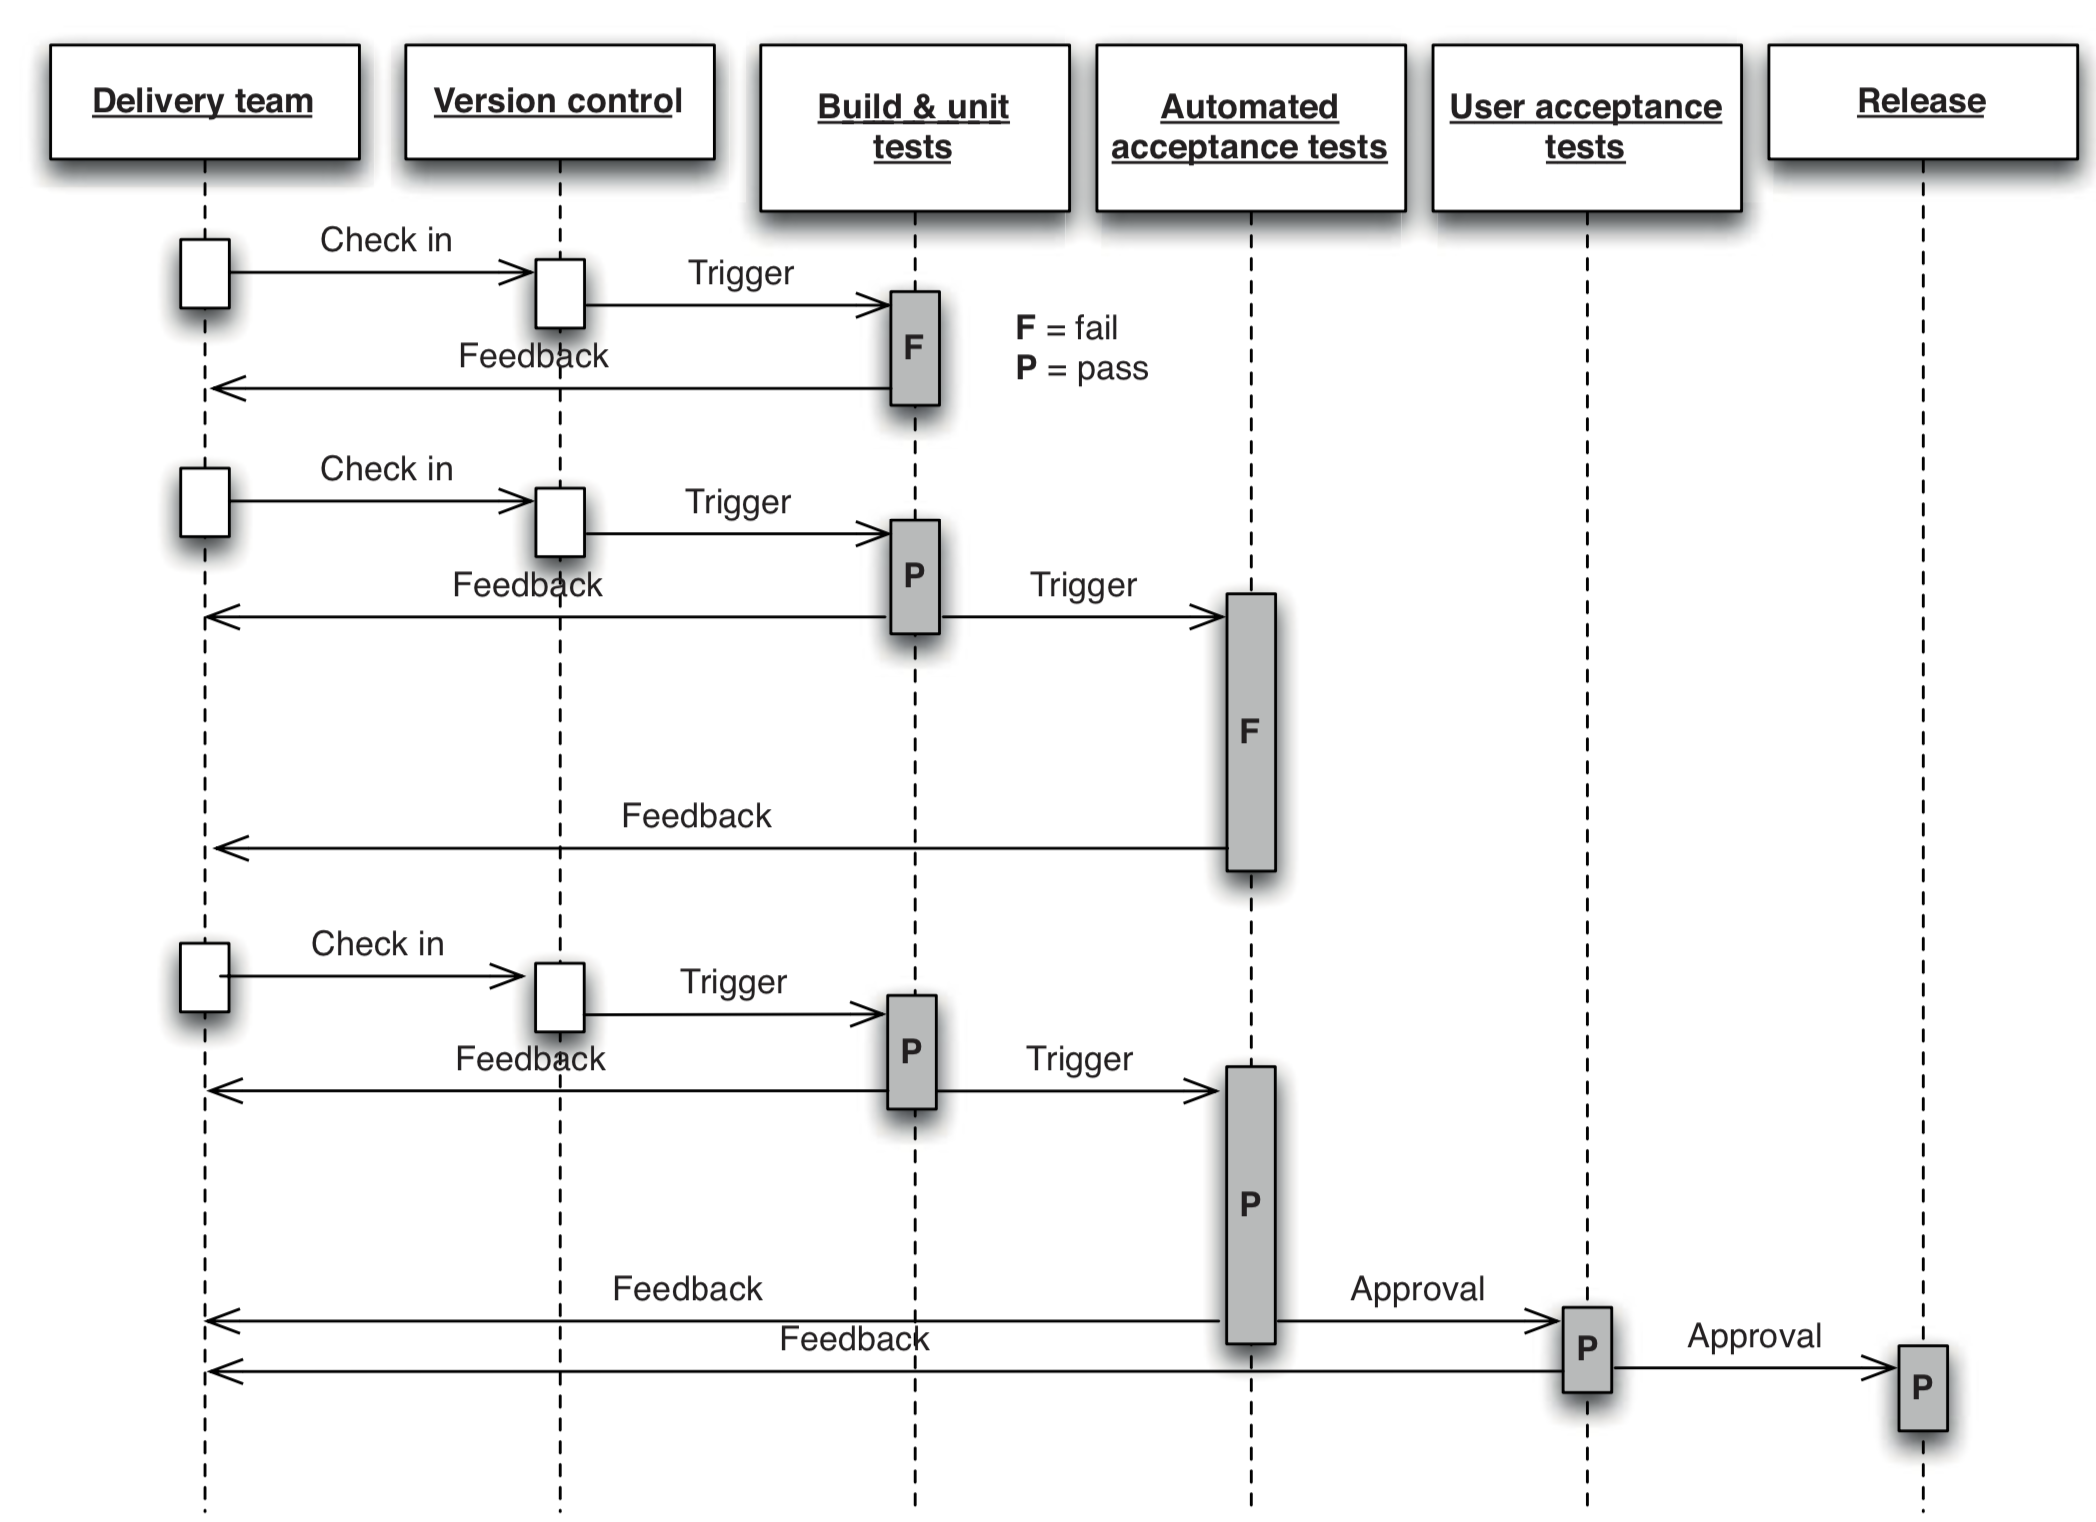 Delivery team
Version control
Build & unit
tests
Automated
acceptance tests
User acceptance
tests
Release
Check in
Trigger
F
F = fail
P = pass
Feedback
Check in
Trigger
P
Feedback
Trigger
F
Feedback
Check in
Trigger
P
Feedback
Trigger
P
Feedback
Approval
Feedback
P
Approval
P